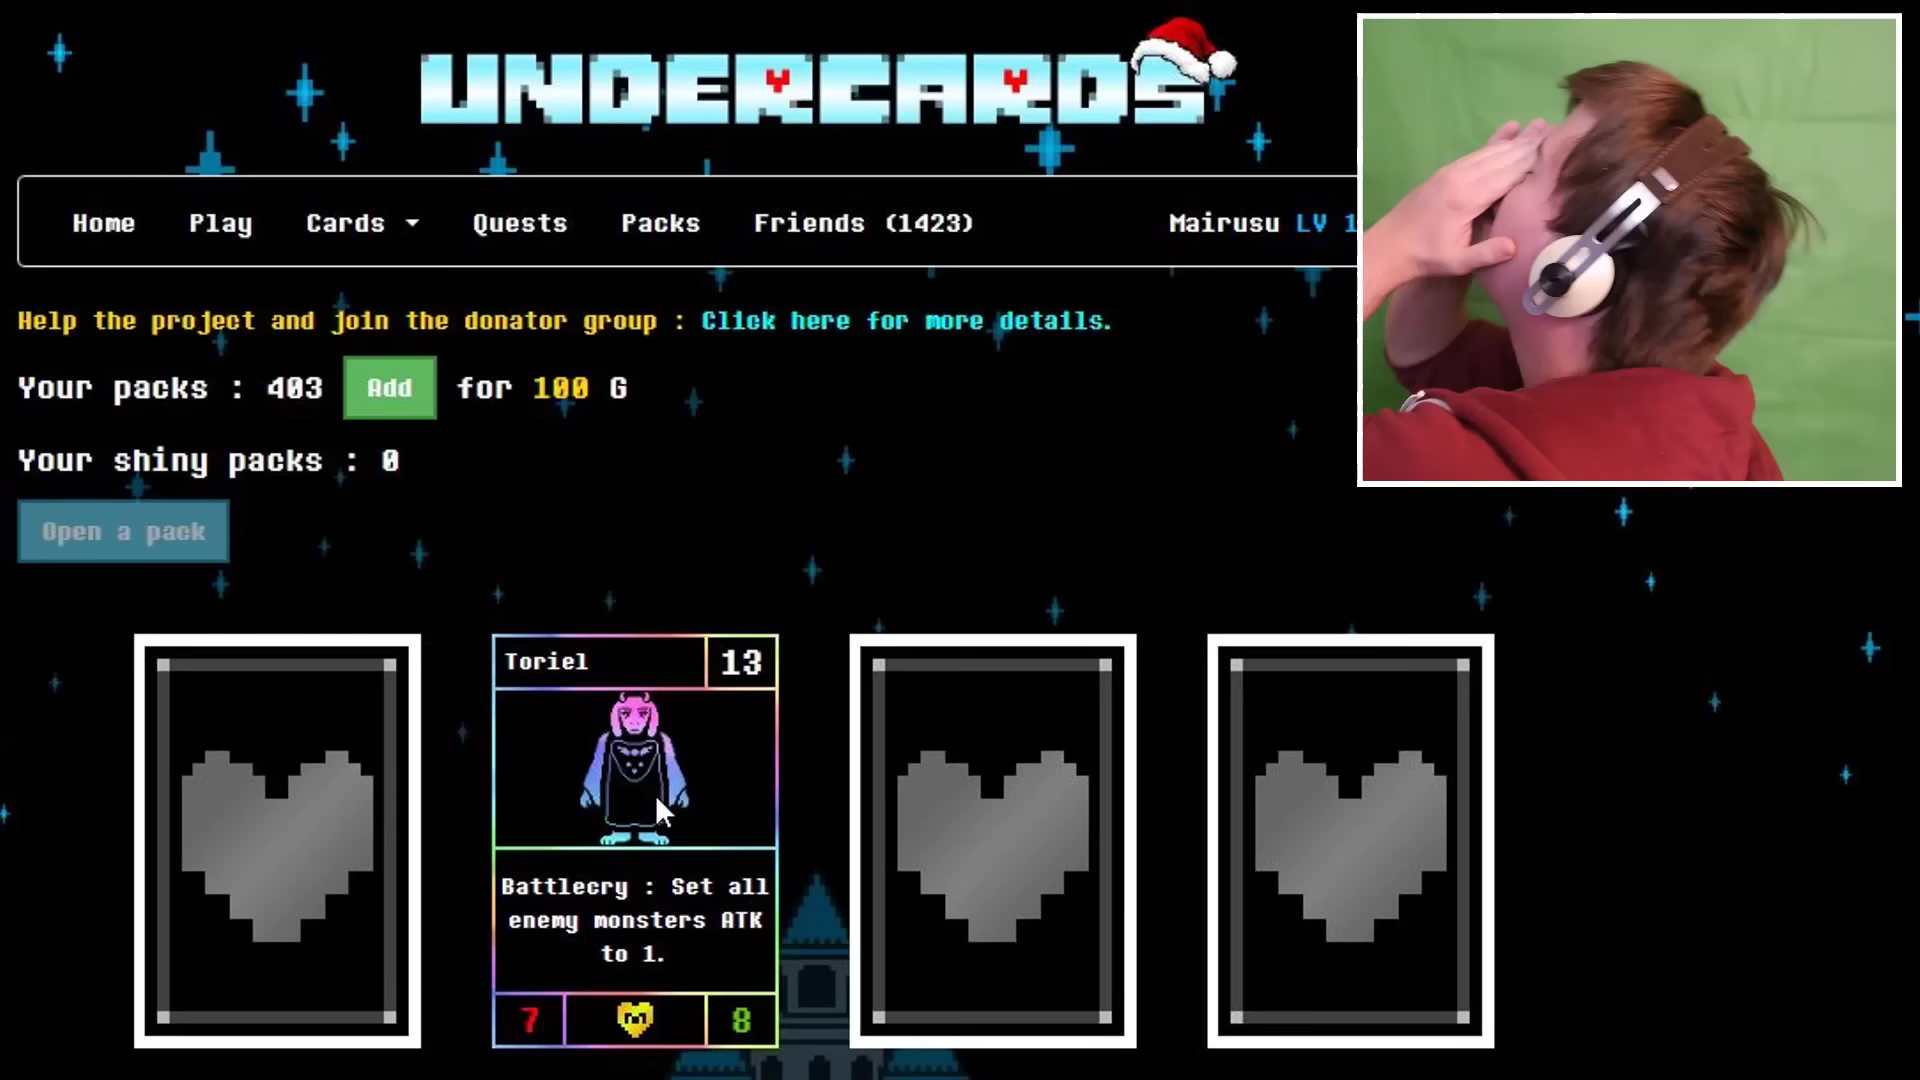 UNDERCARDS
Home Play Cards Quests Packs Friends (1423) Mairusu LV 1
Help the project and join the donator group : Click here for more details.
Your packs : 403 Add for 100 G
Your shiny packs : 0
Open a pack
Toriel 13
Battlecry : Set all
enemy monsters ATK
to 1.
7 8